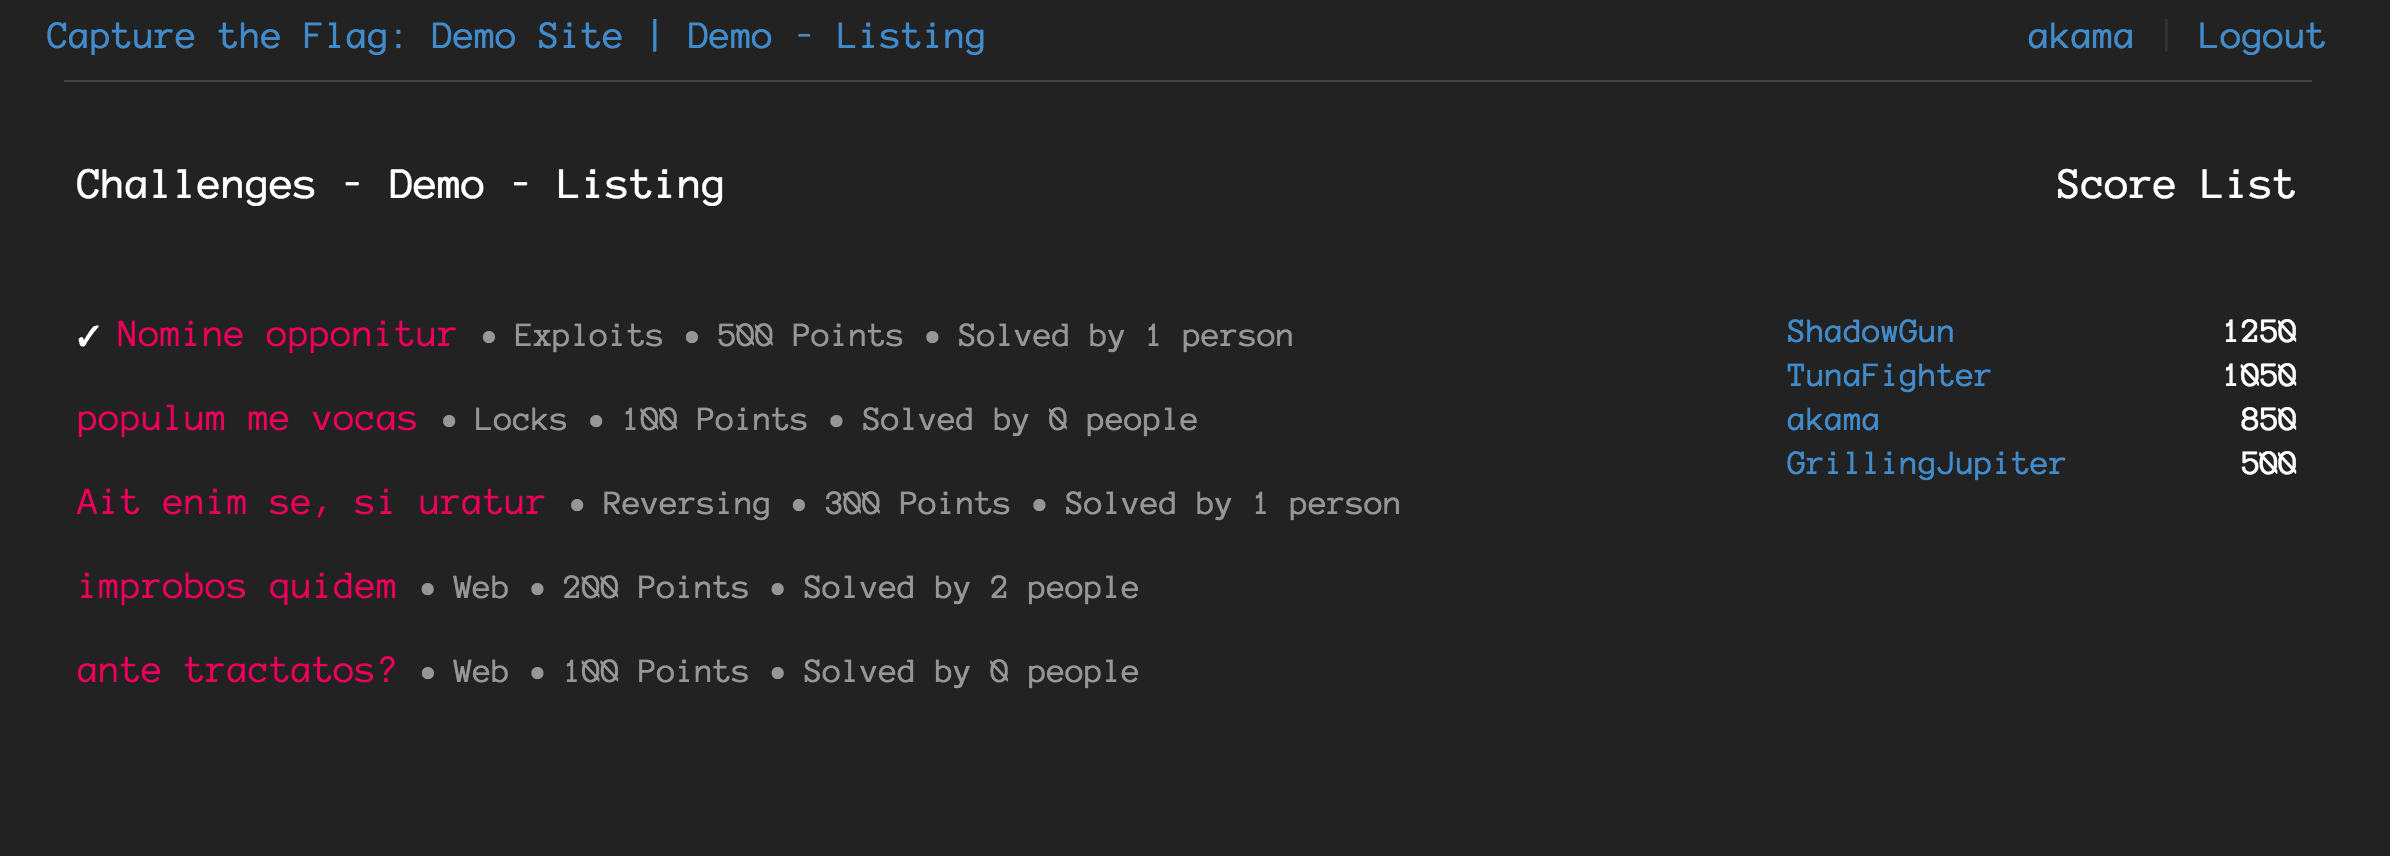 Capture the Flag: Demo Site | Demo - Listing
akama | Logout
Challenges - Demo - Listing
Score List
✓ Nomine opponitur • Exploits • 500 Points • Solved by 1 person
populum me vocas • Locks • 100 Points • Solved by 0 people
Ait enim se, si uratur • Reversing • 300 Points • Solved by 1 person
improbos quidem • Web • 200 Points • Solved by 2 people
ante tractatos? • Web • 100 Points • Solved by 0 people
ShadowGun 1250
TunaFighter 1050
akama 850
GrillingJupiter 500